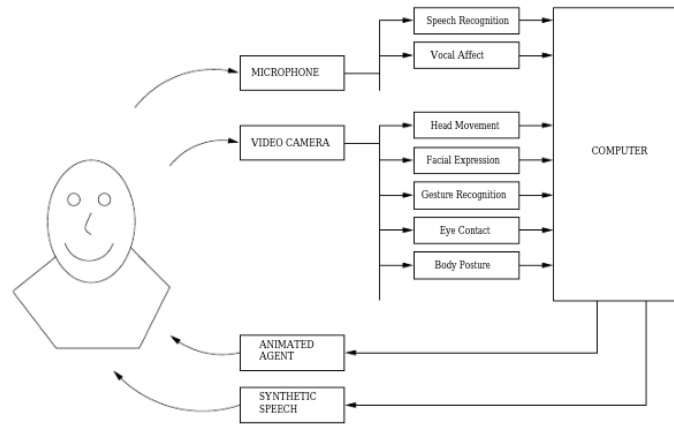 Speech Recognition
MICROPHONE
Vocal Affect
VIDEO CAMERA
Head Movement
Facial Expression
Gesture Recognition
Eye Contact
Body Posture
COMPUTER
ANIMATED
AGENT
SYNTHETIC
SPEECH